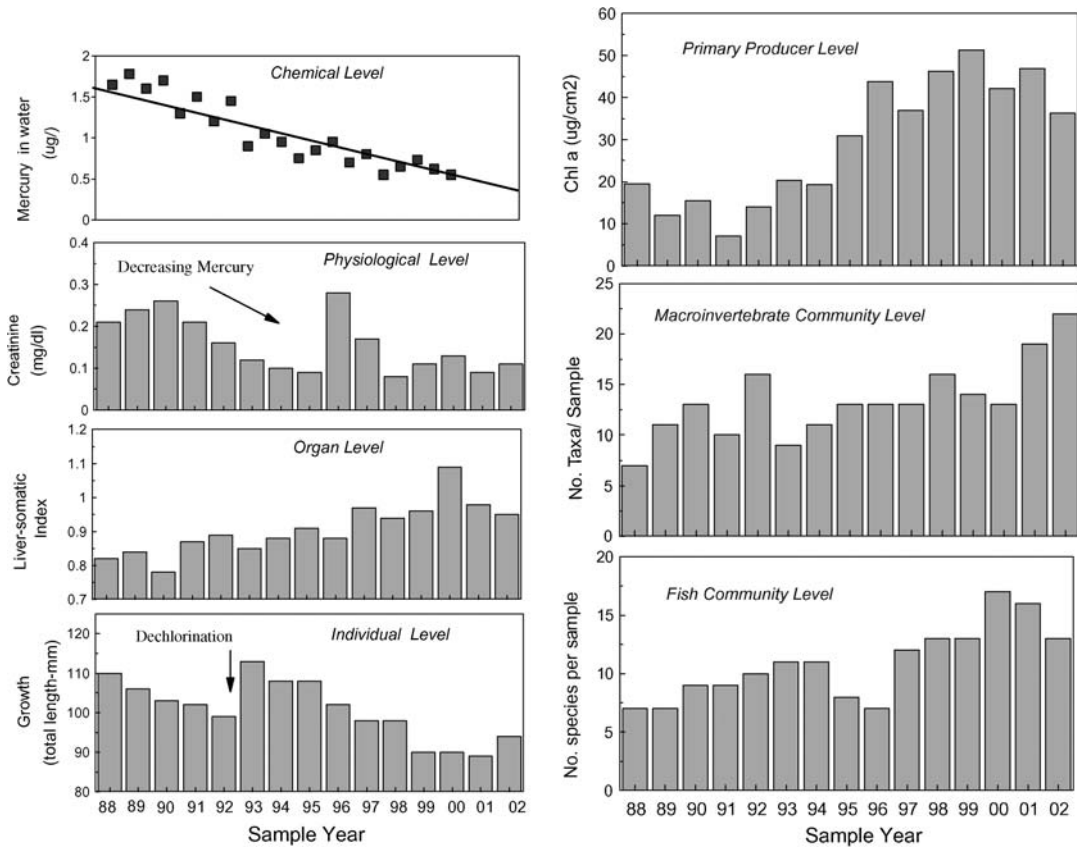 Chemical Level
Mercury in water
(ug/)
2
1.5
1
0.5
0
Physiological Level
Decreasing Mercury
Creatinine
(mg/dl)
0.4
0.3
0.2
0.1
0
Organ Level
Liver-somatic
Index
1.2
1.1
1
0.9
0.8
0.7
Individual Level
Dechlorination
Growth
(total length-mm)
120
110
100
90
80
88 89 90 91 92 93 94 95 96 97 98 99 00 01 02
Sample Year
Primary Producer Level
Chl a (ug/cm2)
60
50
40
30
20
10
0
Macroinvertebrate Community Level
No. Taxa/ Sample
25
20
15
10
5
0
Fish Community Level
No. species per sample
20
15
10
5
0
88 89 90 91 92 93 94 95 96 97 98 99 00 01 02
Sample Year